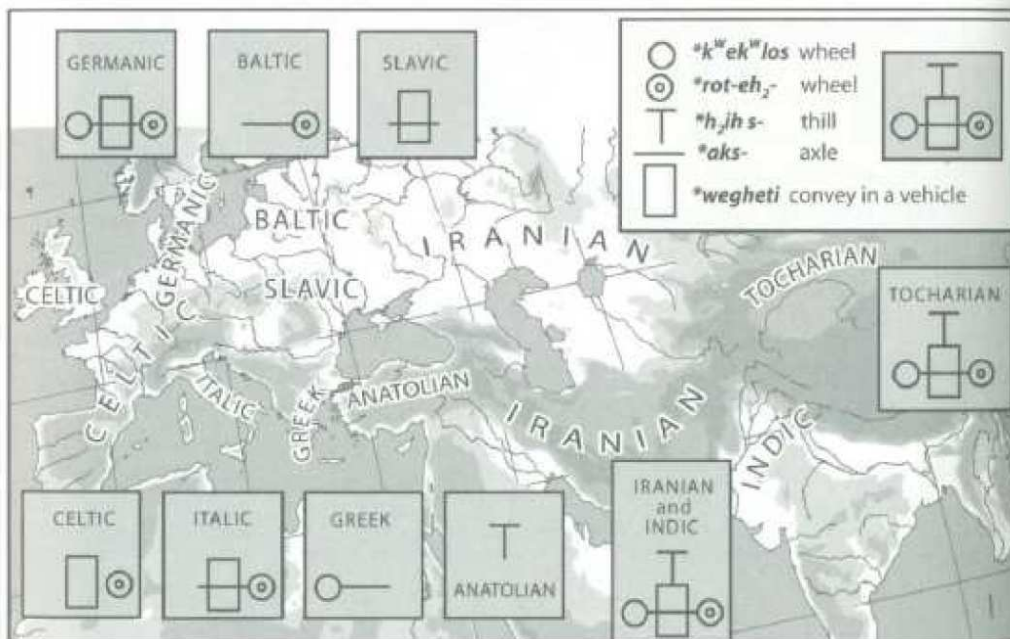 GERMANIC
BALTIC
SLAVIC
*kʷekʷlos wheel
*rot-eh₂- wheel
*h₂ih s- thill
*aks- axle
*wegheti convey in a vehicle
GERMANIC
BALTIC
IRANIAN
TOCHARIAN
CELTIC
SLAVIC
CELTIC
ITALIC
GREEK
ANATOLIAN
IRANIAN
INDIC
TOCHARIAN
CELTIC
ITALIC
GREEK
ANATOLIAN
IRANIAN
and
INDIC